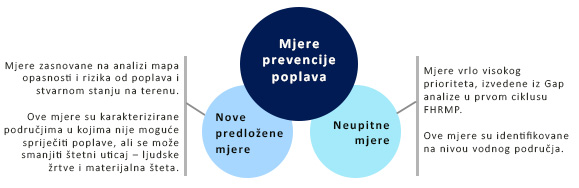 Mjere
prevencije
poplava
Mjere zasnovane na analizi mapa
opasnosti i rizika od poplava i
stvarnom stanju na terenu.
Ove mjere su karakterizirane
područjima u kojima nije moguće
spriječiti poplave, ali se može
smanjiti štetni uticaj – ljudske
žrtve i materijalna šteta.
Nove
predložene
mjere
Neupitne
mjere
Mjere vrlo visokog
prioriteta, izvedene iz Gap
analize u prvom ciklusu
FHRMP.
Ove mjere su identifikovane
na nivou vodnog područja.